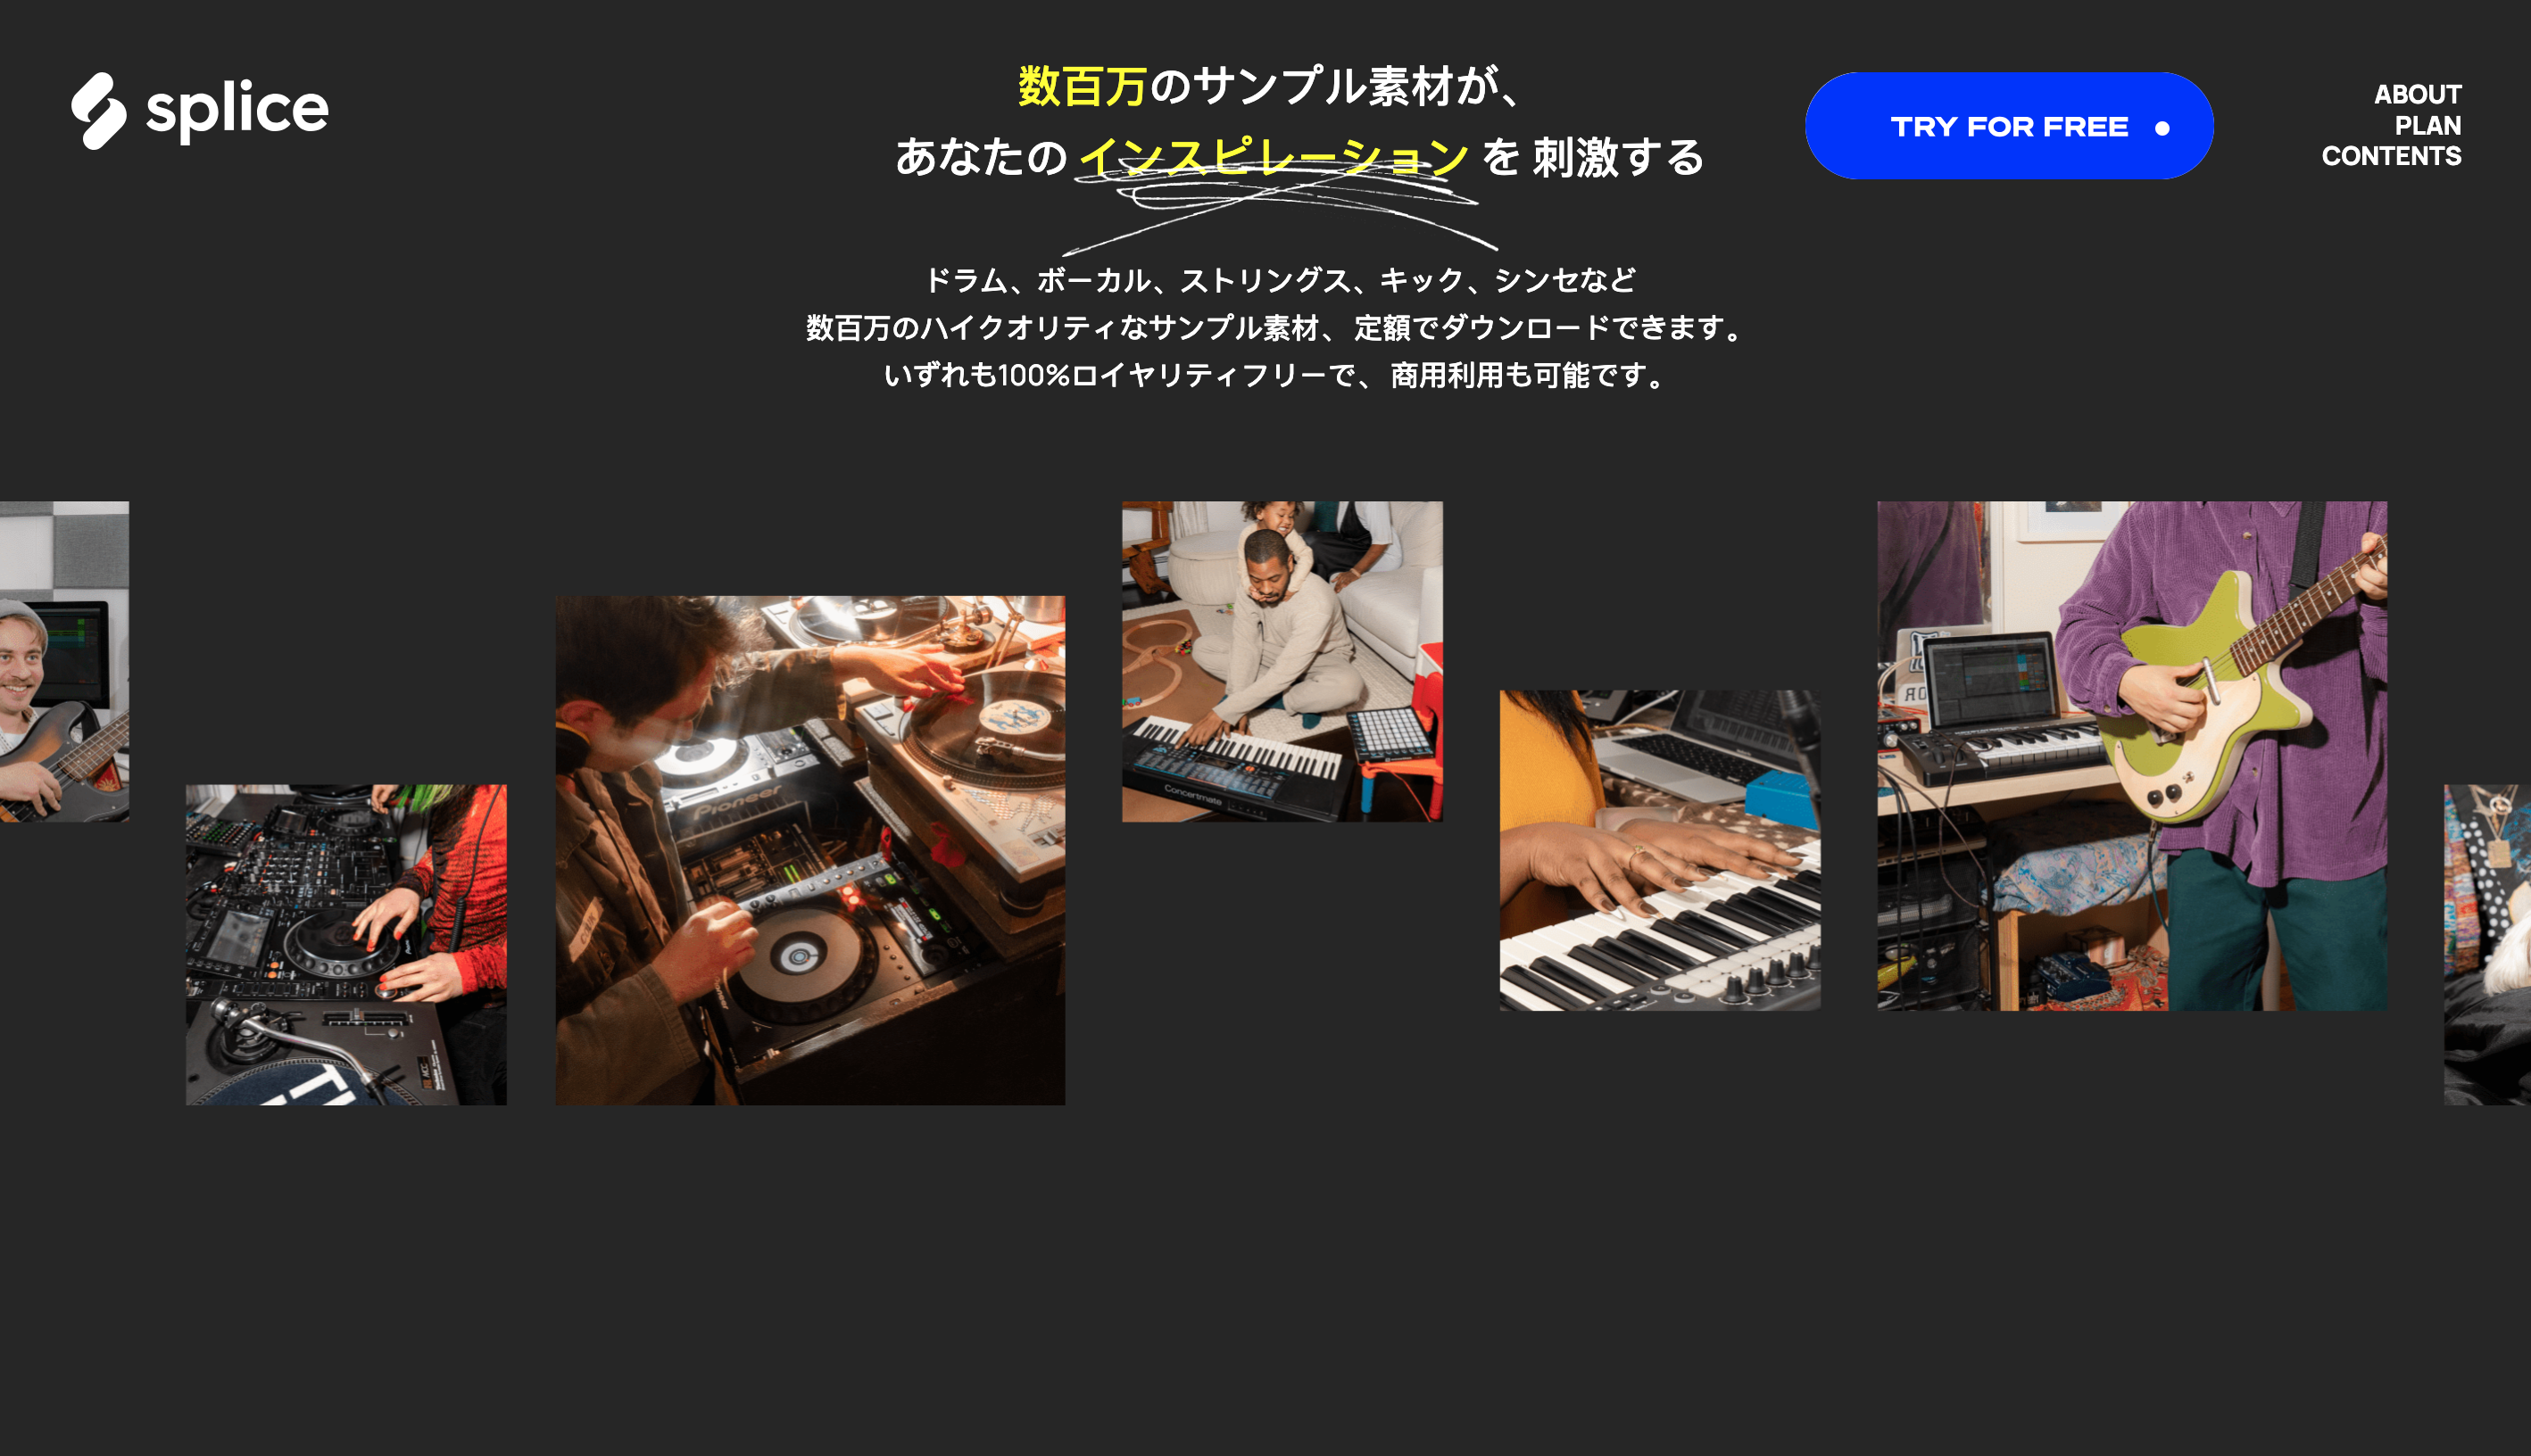 splice
数百万のサンプル素材が、
あなたの インスピレーション を 刺激する
TRY FOR FREE
ABOUT
PLAN
CONTENTS
ドラム、ボーカル、ストリングス、キック、シンセなど
数百万のハイクオリティなサンプル素材、定額でダウンロードできます。
いずれも100%ロイヤリティフリーで、商用利用も可能です。
Pioneer
Concertmate